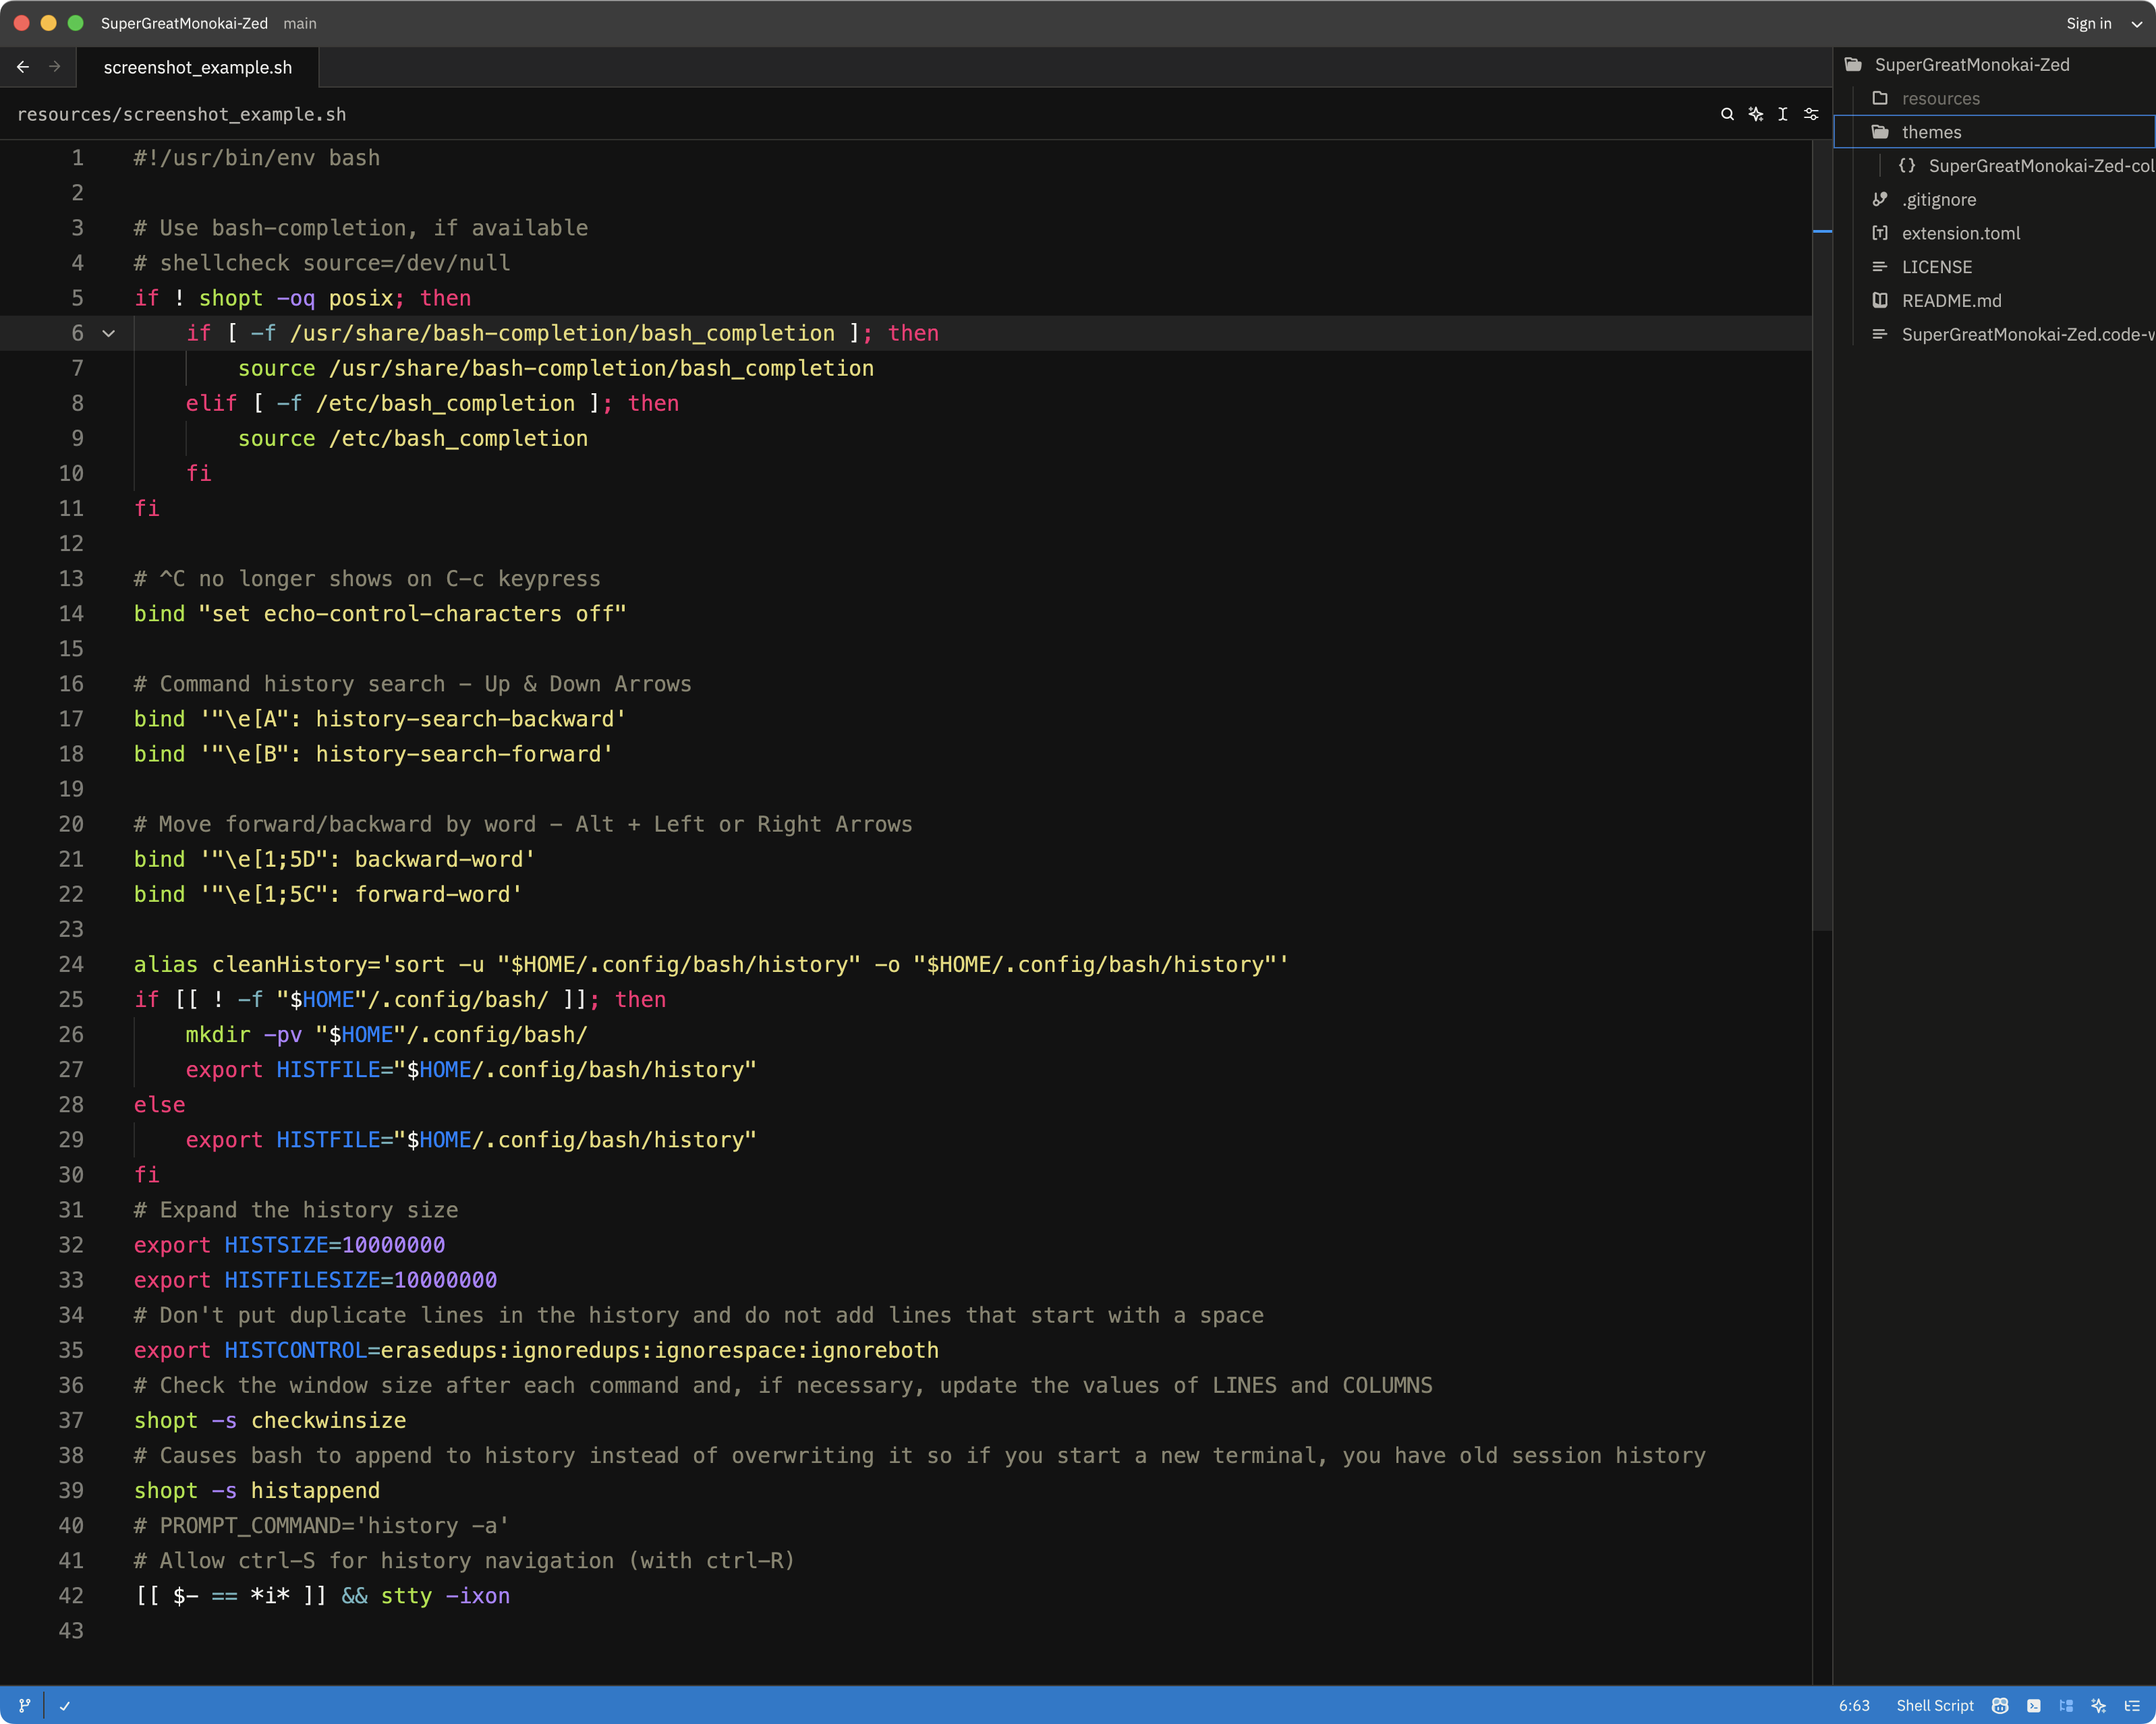 SuperGreatMonokai-Zed main
Sign in
screenshot_example.sh
resources/screenshot_example.sh
1 #!/usr/bin/env bash
2
3 # Use bash-completion, if available
4 # shellcheck source=/dev/null
5 if ! shopt -oq posix; then
6     if [ -f /usr/share/bash-completion/bash_completion ]; then
7         source /usr/share/bash-completion/bash_completion
8     elif [ -f /etc/bash_completion ]; then
9         source /etc/bash_completion
10     fi
11 fi
12
13 # ^C no longer shows on C-c keypress
14 bind "set echo-control-characters off"
15
16 # Command history search - Up & Down Arrows
17 bind '"\e[A": history-search-backward'
18 bind '"\e[B": history-search-forward'
19
20 # Move forward/backward by word - Alt + Left or Right Arrows
21 bind '"\e[1;5D": backward-word'
22 bind '"\e[1;5C": forward-word'
23
24 alias cleanHistory='sort -u "$HOME/.config/bash/history" -o "$HOME/.config/bash/history"'
25 if [[ ! -f "$HOME"/.config/bash/ ]]; then
26     mkdir -pv "$HOME"/.config/bash/
27     export HISTFILE="$HOME/.config/bash/history"
28 else
29     export HISTFILE="$HOME/.config/bash/history"
30 fi
31 # Expand the history size
32 export HISTSIZE=10000000
33 export HISTFILESIZE=10000000
34 # Don't put duplicate lines in the history and do not add lines that start with a space
35 export HISTCONTROL=erasedups:ignoredups:ignorespace:ignoreboth
36 # Check the window size after each command and, if necessary, update the values of LINES and COLUMNS
37 shopt -s checkwinsize
38 # Causes bash to append to history instead of overwriting it so if you start a new terminal, you have old session history
39 shopt -s histappend
40 # PROMPT_COMMAND='history -a'
41 # Allow ctrl-S for history navigation (with ctrl-R)
42 [[ $- == *i* ]] && stty -ixon
43
SuperGreatMonokai-Zed
resources
themes
{} SuperGreatMonokai-Zed-col
.gitignore
extension.toml
LICENSE
README.md
SuperGreatMonokai-Zed.code-w
6:63 Shell Script